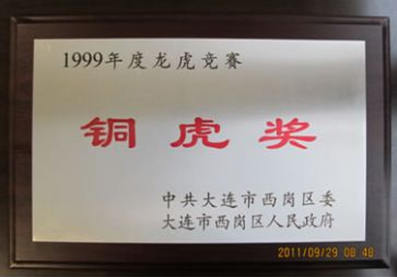 1999年度龙虎竞赛
铜虎奖
中共大连市西岗区委
大连市西岗区人民政府
2011/09/29 08:48